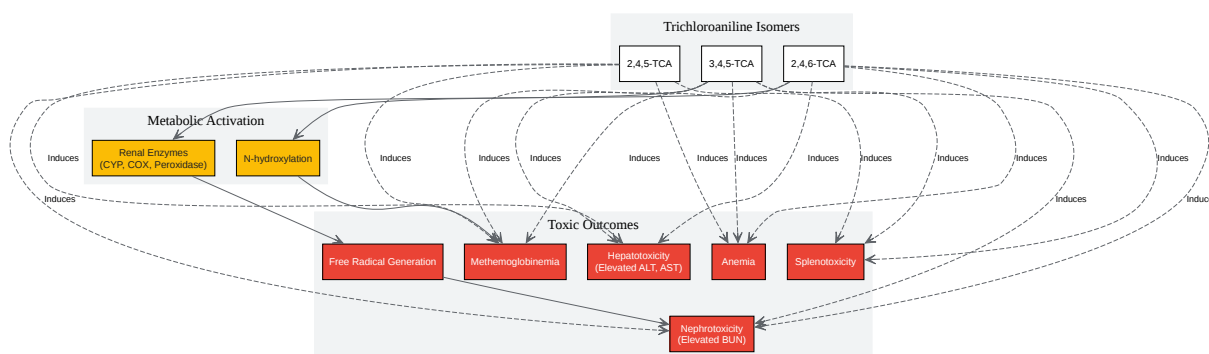 Trichloroaniline Isomers
2,4,5-TCA
3,4,5-TCA
2,4,6-TCA
Metabolic Activation
Renal Enzymes
(CYP, COX, Peroxidase)
N-hydroxylation
Induces
Induces
Induces
Induces
Induces
Induces
Induces
Induces
Induces
Induces
Induces
Induces
Induces
Induc
Toxic Outcomes
Free Radical Generation
Methemoglobinemia
Hepatotoxicity
(Elevated ALT, AST)
Anemia
Splenotoxicity
Nephrotoxicity
(Elevated BUN)